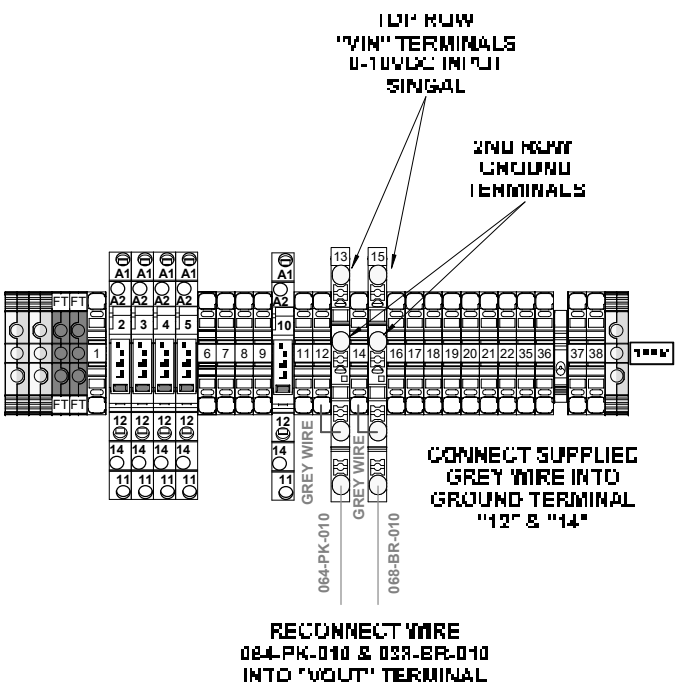 TOP ROW
"VIN" TERMINALS
0-10VDC INPUT
SINGAL
2ND ROW
GROUND
TERMINALS
13 15
A1 A1 A1 A1 A1
FT FT A2 A2 A2 A2 A2
2 3 4 5 10
1 6 7 8 9 11 12 14 16 17 18 19 20 21 22 35 36 37 38
FT FT
12 12 12 12 12
14 14 14 14 14
11 11 11 11 11
GREY WIRE
GREY WIRE
064-PK-010
068-BR-010
CONNECT SUPPLIED
GREY WIRE INTO
GROUND TERMINAL
"12" & "14"
RECONNECT WIRE
064-PK-010 & 038-BR-010
INTO "VOUT" TERMINAL